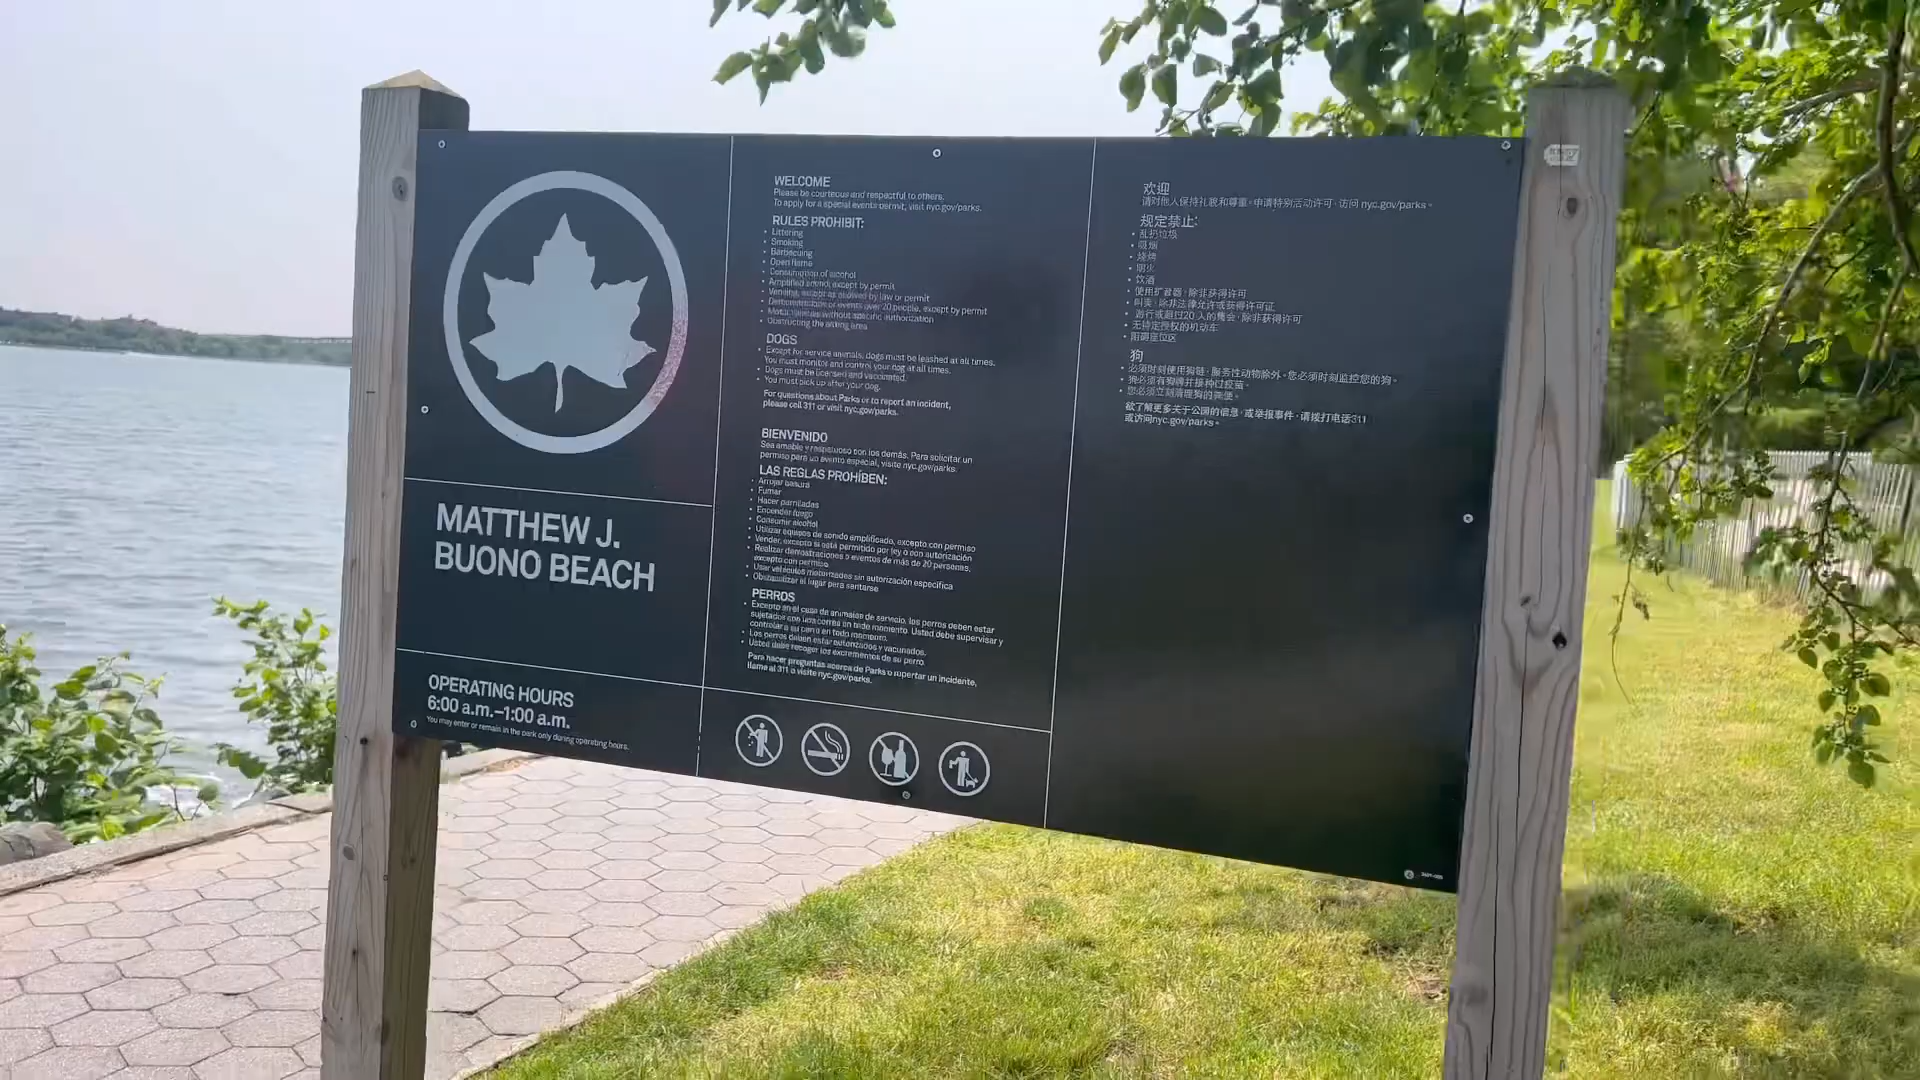 MATTHEW J.
BUONO BEACH
OPERATING HOURS
6:00 a.m.–1:00 a.m.
You may enter or remain in the park only during operating hours.
WELCOME
Please be courteous and respectful to others.
To apply for a special events permit, visit nyc.gov/parks.
RULES PROHIBIT:
• Littering
• Smoking
• Barbecuing
• Open flame
• Consumption of alcohol
• Amplified sound, except by permit
• Vending, except as allowed by law or permit
• Demonstration or events over 20 people, except by permit
• Motor vehicles without specific authorization
• Obstructing the sitting area
DOGS
• Except for service animals, dogs must be leashed at all times.
You must monitor and control your dog at all times.
• Dogs must be licensed and vaccinated.
• You must pick up after your dog.
For questions about Parks or to report an incident,
please call 311 or visit nyc.gov/parks.
BIENVENIDO
Sea amable y respetuoso con los demás. Para solicitar un
permiso para un evento especial, visite nyc.gov/parks.
LAS REGLAS PROHÍBEN:
• Arrojar basura
• Fumar
• Hacer parrilladas
• Encender fuego
• Consumir alcohol
• Utilizar equipos de sonido amplificado, excepto con permiso
• Vender, excepto si está permitido por ley o con autorización
• Realizar demostraciones o eventos de más de 20 personas,
excepto con permiso
• Usar vehículos motorizados sin autorización específica
• Obstaculizar el lugar para sentarse
PERROS
• Excepto en el caso de animales de servicio, los perros deben estar
sujetados con una correa en todo momento. Usted debe supervisar y
controlar a su perro en todo momento.
• Los perros deben estar autorizados y vacunados.
• Usted debe recoger los excrementos de su perro.
Para hacer preguntas acerca de Parks o reportar un incidente,
llame al 311 o visite nyc.gov/parks.
欢迎
请对他人保持礼貌和尊重。申请特别活动许可，访问 nyc.gov/parks。
规定禁止:
• 乱扔垃圾
• 吸烟
• 烧烤
• 明火
• 饮酒
• 使用扩音器，除非获得许可
• 叫卖，除非法律允许或获得许可证
• 游行或超过20 人的集会，除非获得许可
• 无特定授权的机动车
• 阻碍座位区
狗
• 必须时刻使用狗链，服务性动物除外。您必须时刻监控您的狗。
• 狗必须有狗牌并接种过疫苗。
• 您必须立刻清理狗的粪便。
欲了解更多关于公园的信息，或举报事件，请拨打电话311
或访问nyc.gov/parks。